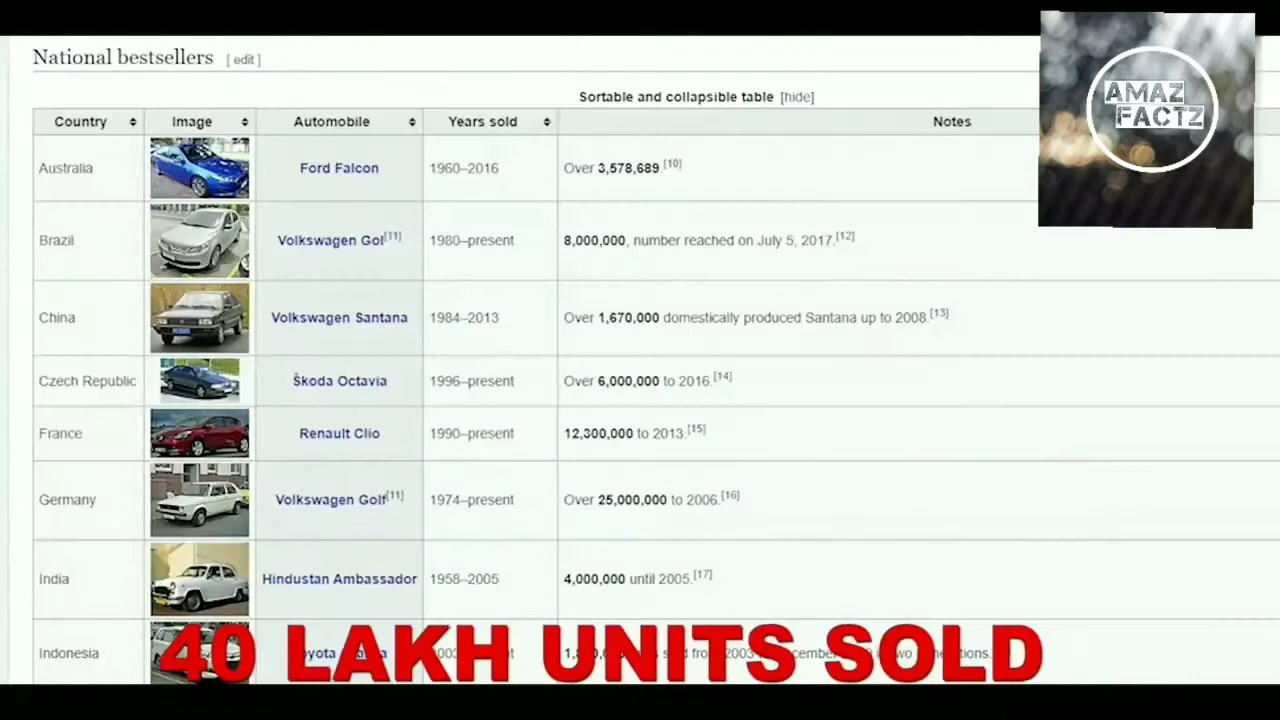 National bestsellers [ edit ]
AMAZ
FACTZ
Sortable and collapsible table [hide]
Country Image Automobile Years sold Notes
Australia Ford Falcon 1960–2016 Over 3,578,689.[10]
Brazil Volkswagen Gol[11] 1980–present 8,000,000, number reached on July 5, 2017.[12]
China Volkswagen Santana 1984–2013 Over 1,670,000 domestically produced Santana up to 2008.[13]
Czech Republic Škoda Octavia 1996–present Over 6,000,000 to 2016.[14]
France Renault Clio 1990–present 12,300,000 to 2013.[15]
Germany Volkswagen Golf[11] 1974–present Over 25,000,000 to 2006.[16]
India Hindustan Ambassador 1958–2005 4,000,000 until 2005.[17]
Indonesia
40 LAKH UNITS SOLD